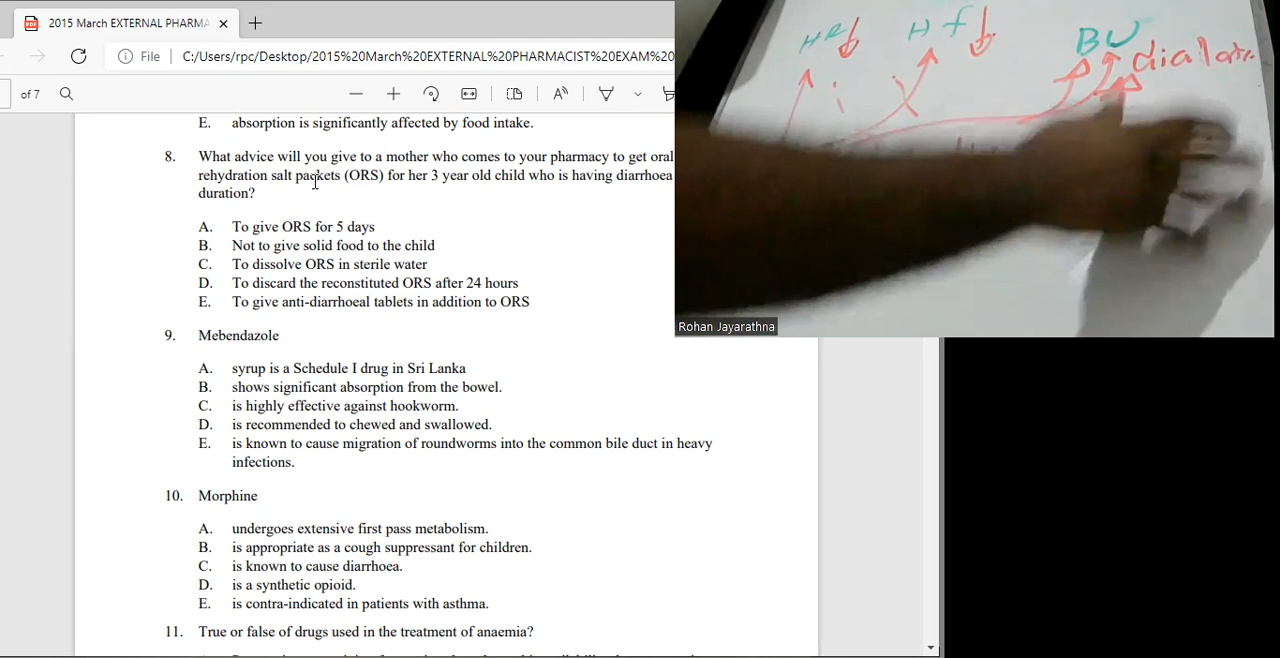 2015 March EXTERNAL PHARMA
File
C:/Users/rpc/Desktop/2015%20March%20EXTERNAL%20PHARMACIST%20EXAM%20
of 7
E. absorption is significantly affected by food intake.
8. What advice will you give to a mother who comes to your pharmacy to get oral
rehydration salt packets (ORS) for her 3 year old child who is having diarrhoea
duration?
A. To give ORS for 5 days
B. Not to give solid food to the child
C. To dissolve ORS in sterile water
D. To discard the reconstituted ORS after 24 hours
E. To give anti-diarrhoeal tablets in addition to ORS
9. Mebendazole
A. syrup is a Schedule I drug in Sri Lanka
B. shows significant absorption from the bowel.
C. is highly effective against hookworm.
D. is recommended to chewed and swallowed.
E. is known to cause migration of roundworms into the common bile duct in heavy
infections.
10. Morphine
A. undergoes extensive first pass metabolism.
B. is appropriate as a cough suppressant for children.
C. is known to cause diarrhoea.
D. is a synthetic opioid.
E. is contra-indicated in patients with asthma.
11. True or false of drugs used in the treatment of anaemia?
HR
Hf
BV
Rohan Jayarathna